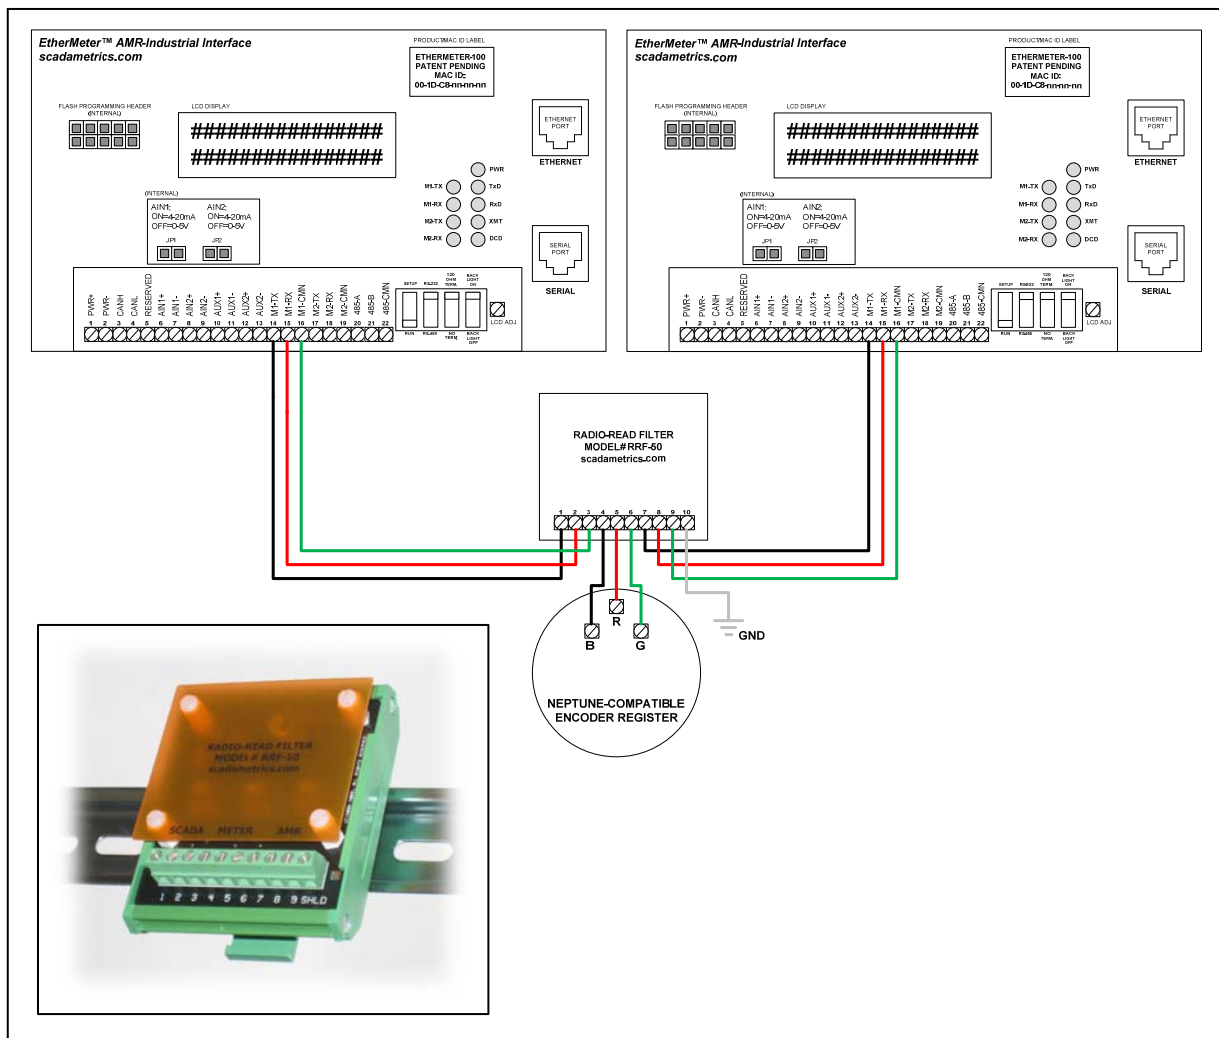 EtherMeter™ AMR-Industrial Interface
scadametrics.com
PRODUCT/MAC ID LABEL
ETHERMETER-100
PATENT PENDING
MAC ID:
00-1D-C8-nn-nn-nn
FLASH PROGRAMMING HEADER
(INTERNAL)
LCD DISPLAY
####################
####################
ETHERNET
PORT
ETHERNET
PWR
M1-TX TxD
M1-RX RxD
M2-TX XMT
M2-RX DCD
(INTERNAL)
AIN1: AIN2:
ON=4-20mA ON=4-20mA
OFF=0-5V OFF=0-5V
JP1 JP2
SERIAL
PORT
SERIAL
PWR+ PWR- CANH CANL RESERVED AIN1+ AIN1- AIN2+ AIN2- AUX1+ AUX1- AUX2+ AUX2- M1-TX M1-RX M1-CMN M2-TX M2-RX M2-CMN 485-A 485-B 485-CMN
1 2 3 4 5 6 7 8 9 10 11 12 13 14 15 16 17 18 19 20 21 22
SETUP RS232 120 OHM TERM. BACK LIGHT ON
RUN RS485 NO TERM. BACK LIGHT OFF
LCD ADJ
EtherMeter™ AMR-Industrial Interface
scadametrics.com
PRODUCT/MAC ID LABEL
ETHERMETER-100
PATENT PENDING
MAC ID:
00-1D-C8-nn-nn-nn
FLASH PROGRAMMING HEADER
(INTERNAL)
LCD DISPLAY
####################
####################
ETHERNET
PORT
ETHERNET
PWR
M1-TX TxD
M1-RX RxD
M2-TX XMT
M2-RX DCD
(INTERNAL)
AIN1: AIN2:
ON=4-20mA ON=4-20mA
OFF=0-5V OFF=0-5V
JP1 JP2
SERIAL
PORT
SERIAL
PWR+ PWR- CANH CANL RESERVED AIN1+ AIN1- AIN2+ AIN2- AUX1+ AUX1- AUX2+ AUX2- M1-TX M1-RX M1-CMN M2-TX M2-RX M2-CMN 485-A 485-B 485-CMN
1 2 3 4 5 6 7 8 9 10 11 12 13 14 15 16 17 18 19 20 21 22
SETUP RS232 120 OHM TERM. BACK LIGHT ON
RUN RS485 NO TERM. BACK LIGHT OFF
LCD ADJ
RADIO-READ FILTER
MODEL# RRF-50
scadametrics.com
1 2 3 4 5 6 7 8 9 10
R
B G
GND
NEPTUNE-COMPATIBLE
ENCODER REGISTER
RADIO-READ FILTER
MODEL# RRF-50
scadametrics.com
SCADA METER AMR
1 2 3 4 5 6 7 8 9 SHLD